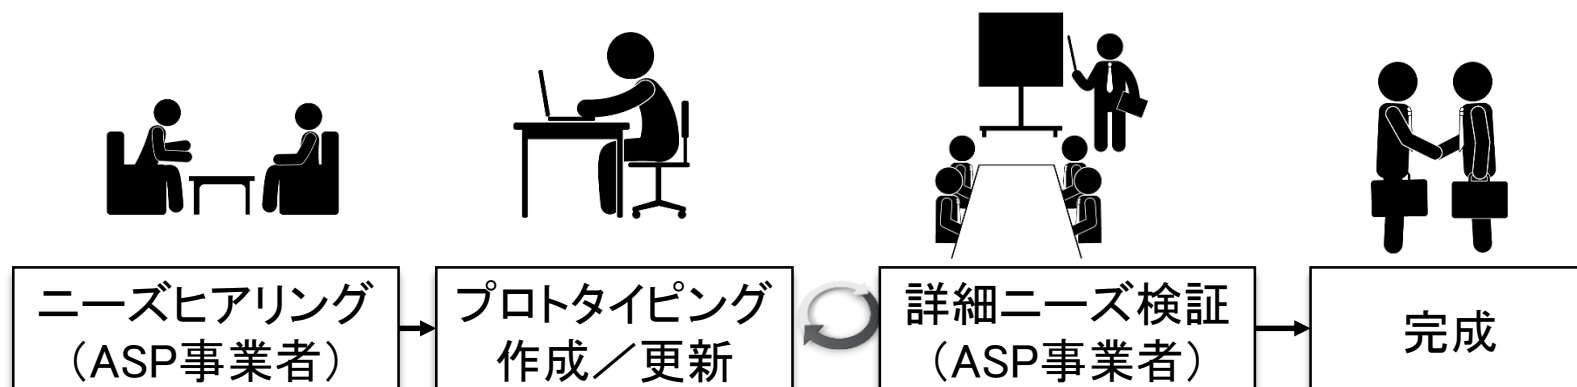 ニーズヒアリング
（ASP事業者）
プロトタイピング
作成／更新
詳細ニーズ検証
（ASP事業者）
完成